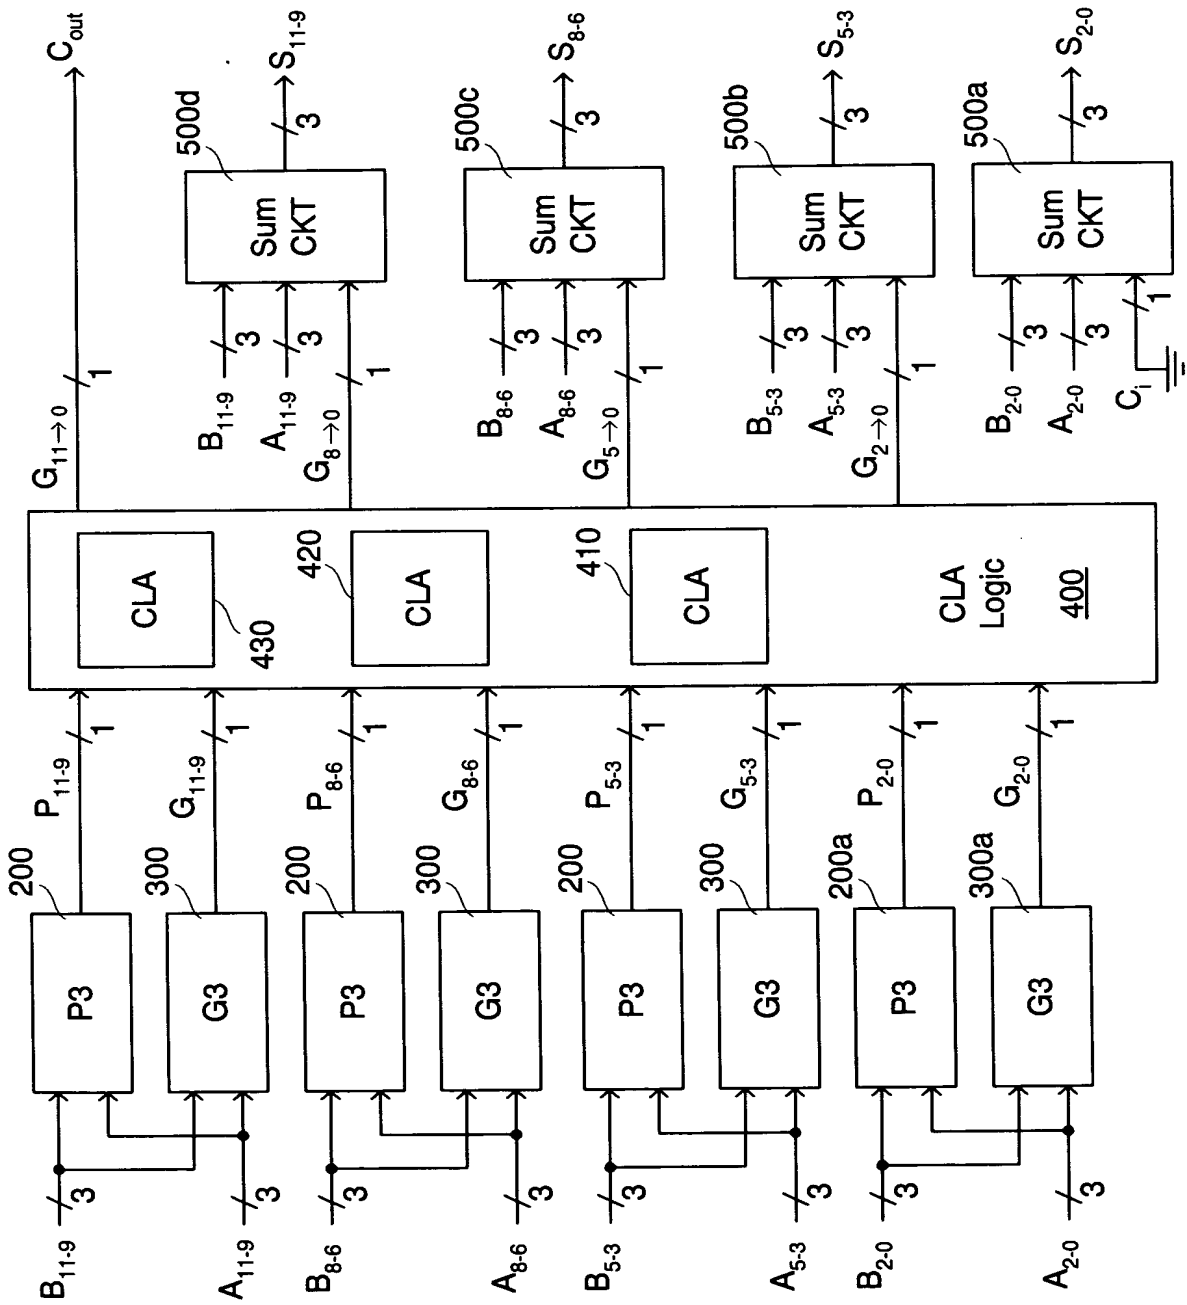 C_out
S_11-9
S_8-6
S_5-3
S_2-0
3
3
3
3
500d
500c
500b
500a
Sum
CKT
Sum
CKT
Sum
CKT
Sum
CKT
3
3
1
3
3
1
3
3
1
3
3
1
1
B_11-9
A_11-9
G_8→0
B_8-6
A_8-6
G_5→0
B_5-3
A_5-3
G_2→0
B_2-0
A_2-0
C_i
G_11→0
CLA
430
420
CLA
410
CLA
CLA
Logic
400
1
1
1
1
1
1
1
1
P_11-9
G_11-9
P_8-6
G_8-6
P_5-3
G_5-3
P_2-0
G_2-0
200
300
200
300
200
300
200a
300a
P3
G3
P3
G3
P3
G3
P3
G3
3
3
3
3
3
3
3
3
B_11-9
A_11-9
B_8-6
A_8-6
B_5-3
A_5-3
B_2-0
A_2-0